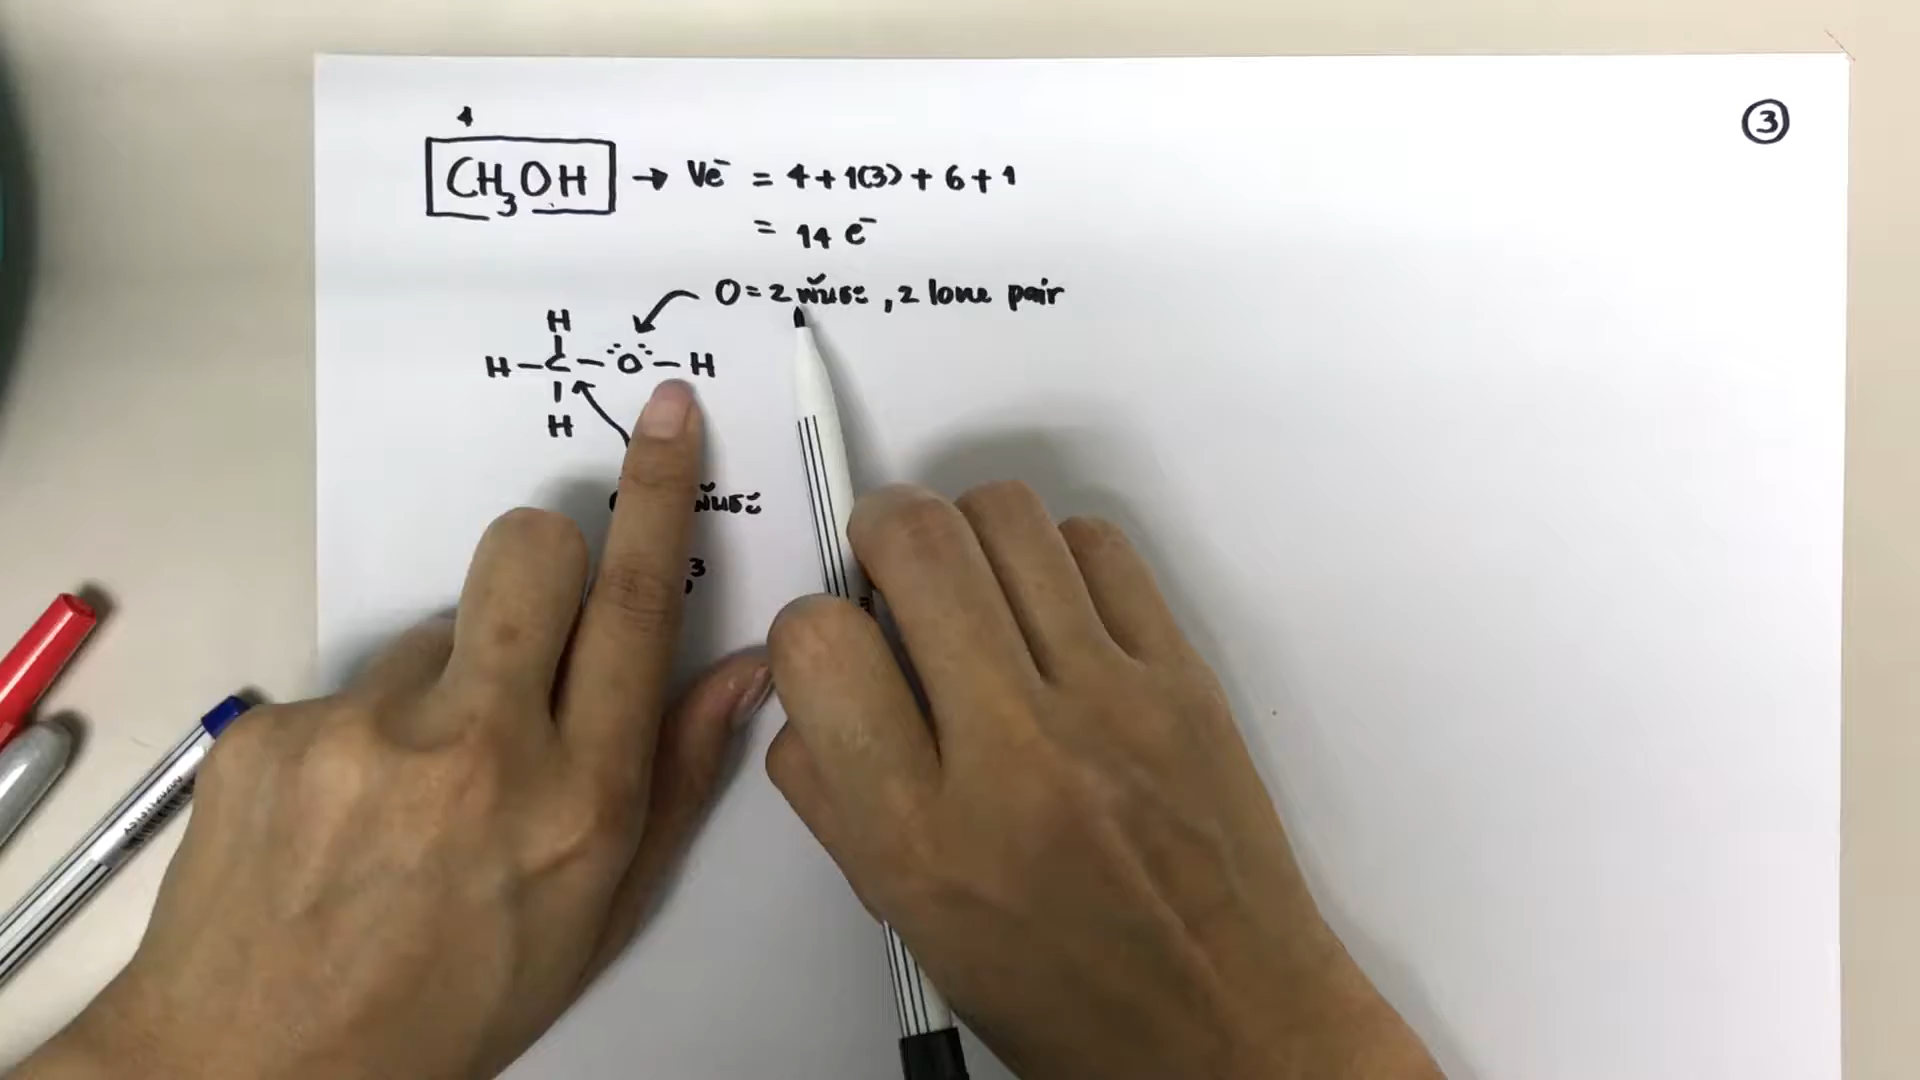 ③
4
CH₃OH → Ve⁻ = 4 + 1(3) + 6 + 1
= 14 e⁻
O = 2 พันธะ , 2 lone pair
H
H – C – O – H
H
พันธะ
3